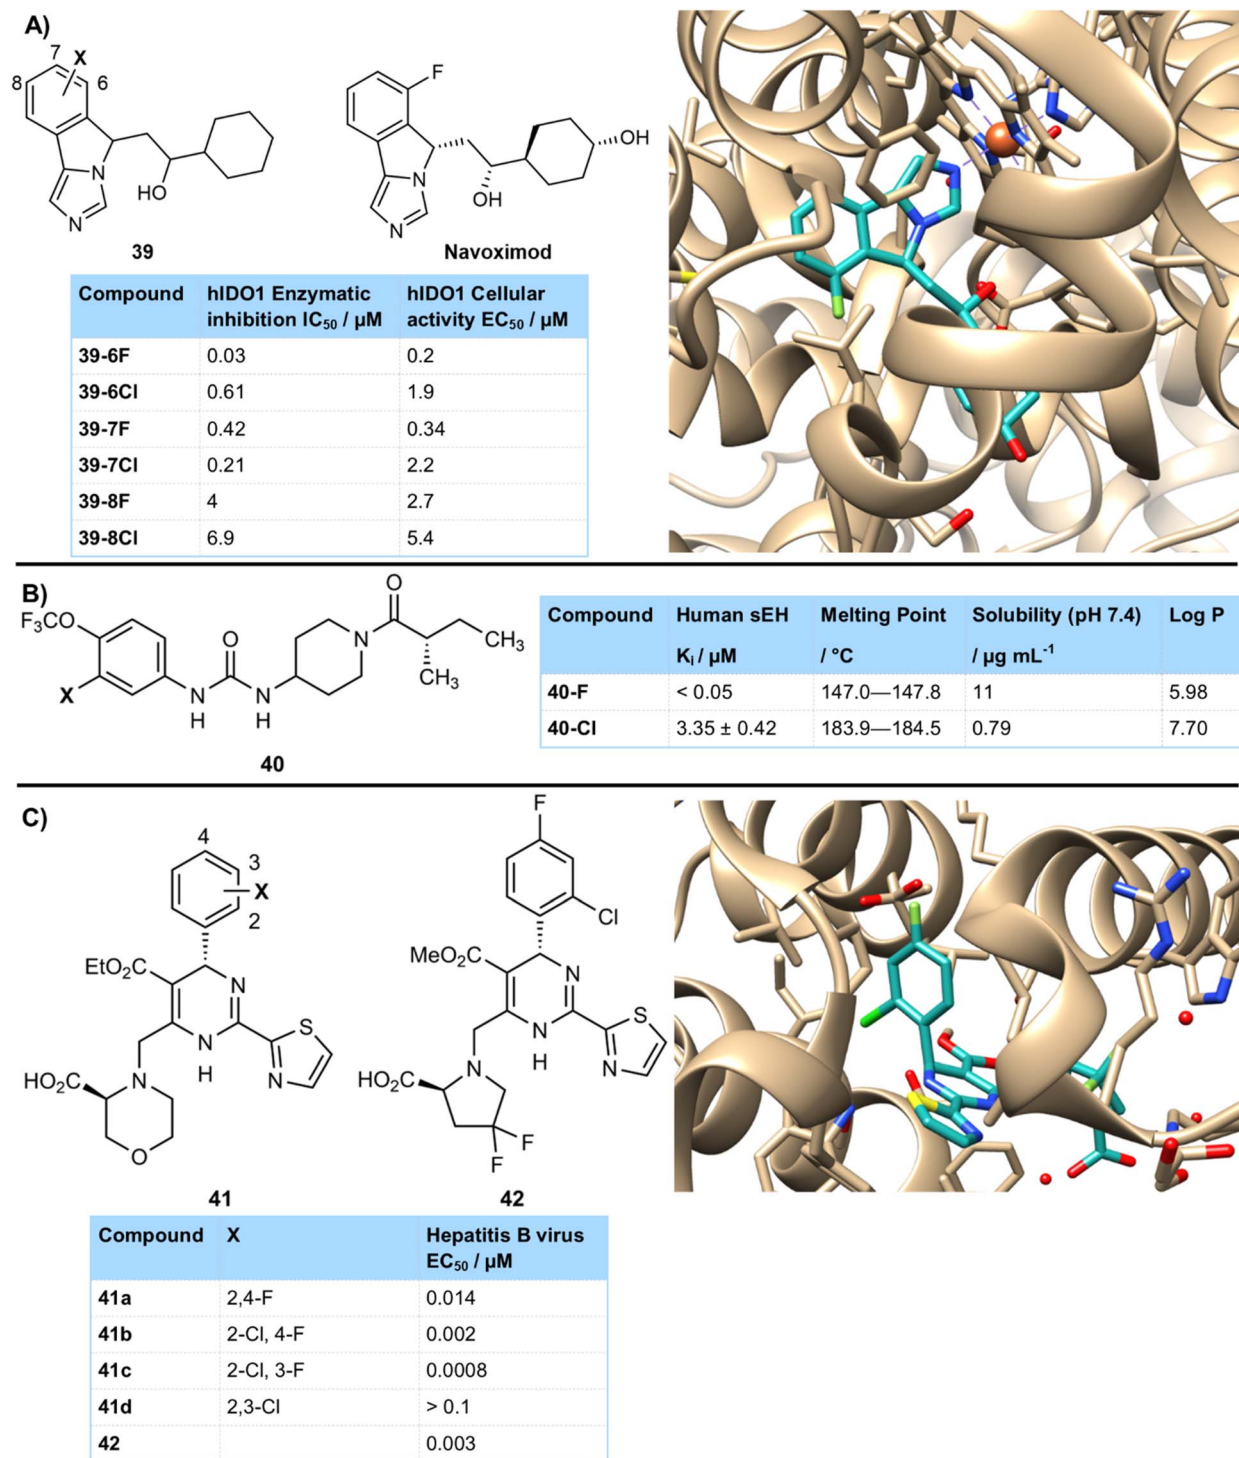 A)
X
7
8
6
HO
N
N
39
F
OH
N
OH
N
Navoximod
Compound hIDO1 Enzymatic inhibition IC50 / µM hIDO1 Cellular activity EC50 / µM
39-6F 0.03 0.2
39-6Cl 0.61 1.9
39-7F 0.42 0.34
39-7Cl 0.21 2.2
39-8F 4 2.7
39-8Cl 6.9 5.4
B)
F3CO
X
O
N
H
N
H
N
O
CH3
CH3
40
Compound Human sEH Ki / µM Melting Point / °C Solubility (pH 7.4) / µg mL-1 Log P
40-F < 0.05 147.0—147.8 11 5.98
40-Cl 3.35 ± 0.42 183.9—184.5 0.79 7.70
C)
4
3
X
2
EtO2C
N
N
H
S
N
HO2C
N
O
41
F
Cl
MeO2C
N
N
H
S
N
HO2C
N
F
F
42
Compound X Hepatitis B virus EC50 / µM
41a 2,4-F 0.014
41b 2-Cl, 4-F 0.002
41c 2-Cl, 3-F 0.0008
41d 2,3-Cl > 0.1
42 0.003